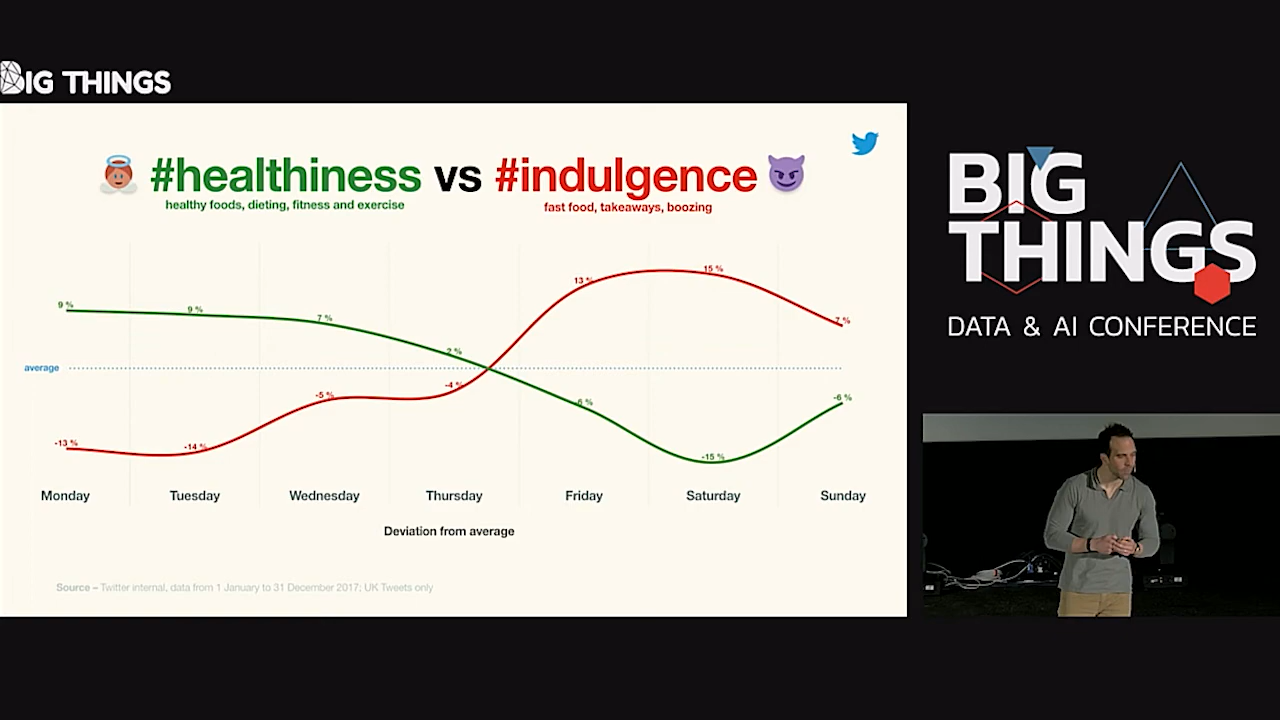 BIG THINGS
#healthiness vs #indulgence
healthy foods, dieting, fitness and exercise
fast food, takeaways, boozing
9 %
9 %
7 %
2 %
-6 %
-15 %
-6 %
average
-13 %
-14 %
-5 %
-4 %
13 %
15 %
7 %
Monday Tuesday Wednesday Thursday Friday Saturday Sunday
Deviation from average
Source – Twitter internal, data from 1 January to 31 December 2017; UK Tweets only
BIG
THINGS
DATA & AI CONFERENCE